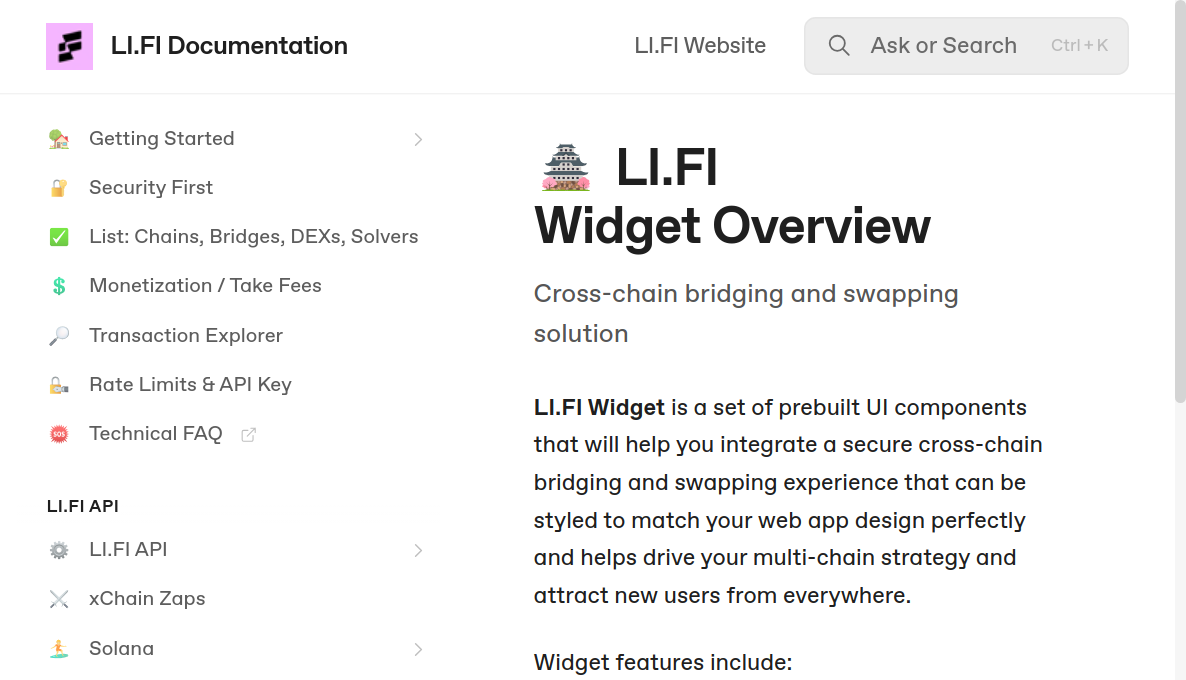 LI.FI Documentation
LI.FI Website
Ask or Search
Ctrl + K
Getting Started
Security First
List: Chains, Bridges, DEXs, Solvers
Monetization / Take Fees
Transaction Explorer
Rate Limits & API Key
Technical FAQ
LI.FI API
LI.FI API
xChain Zaps
Solana
LI.FI
Widget Overview
Cross-chain bridging and swapping
solution
LI.FI Widget is a set of prebuilt UI components
that will help you integrate a secure cross-chain
bridging and swapping experience that can be
styled to match your web app design perfectly
and helps drive your multi-chain strategy and
attract new users from everywhere.
Widget features include: